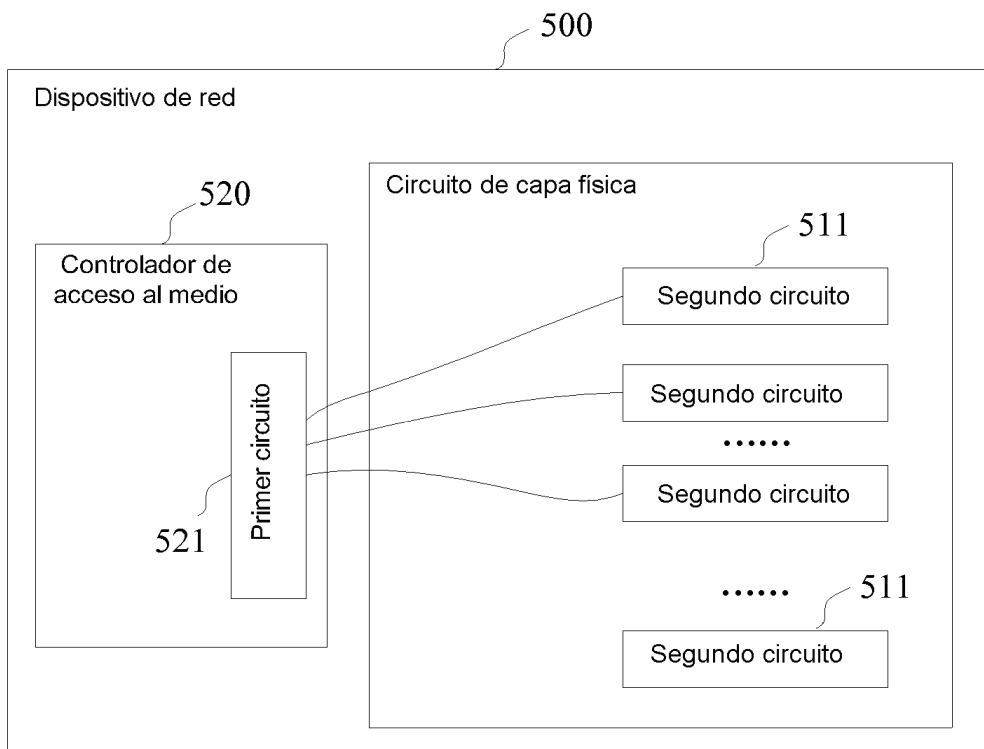 500
Dispositivo de red
Circuito de capa física
520
511
Controlador de
acceso al medio
Segundo circuito
Segundo circuito
……
Primer circuito
Segundo circuito
521
……
511
Segundo circuito